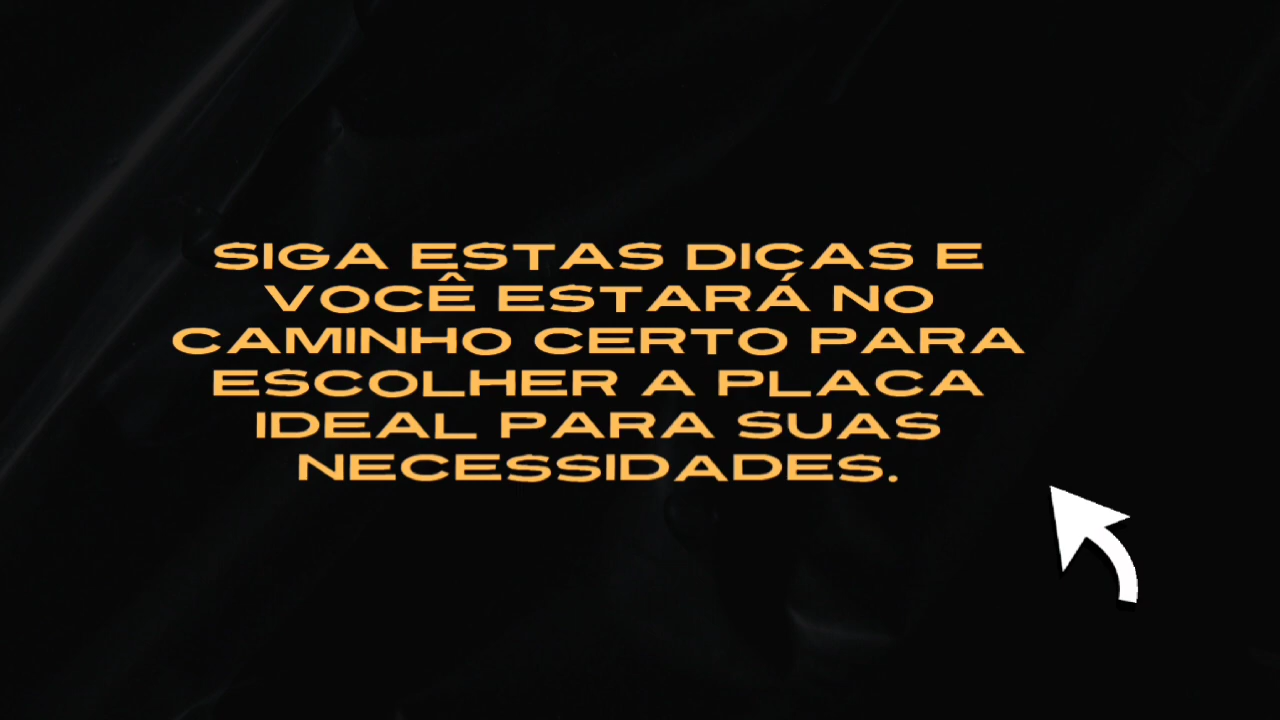 SIGA ESTAS DICAS E
VOCÊ ESTARÁ NO
CAMINHO CERTO PARA
ESCOLHER A PLACA
IDEAL PARA SUAS
NECESSIDADES.